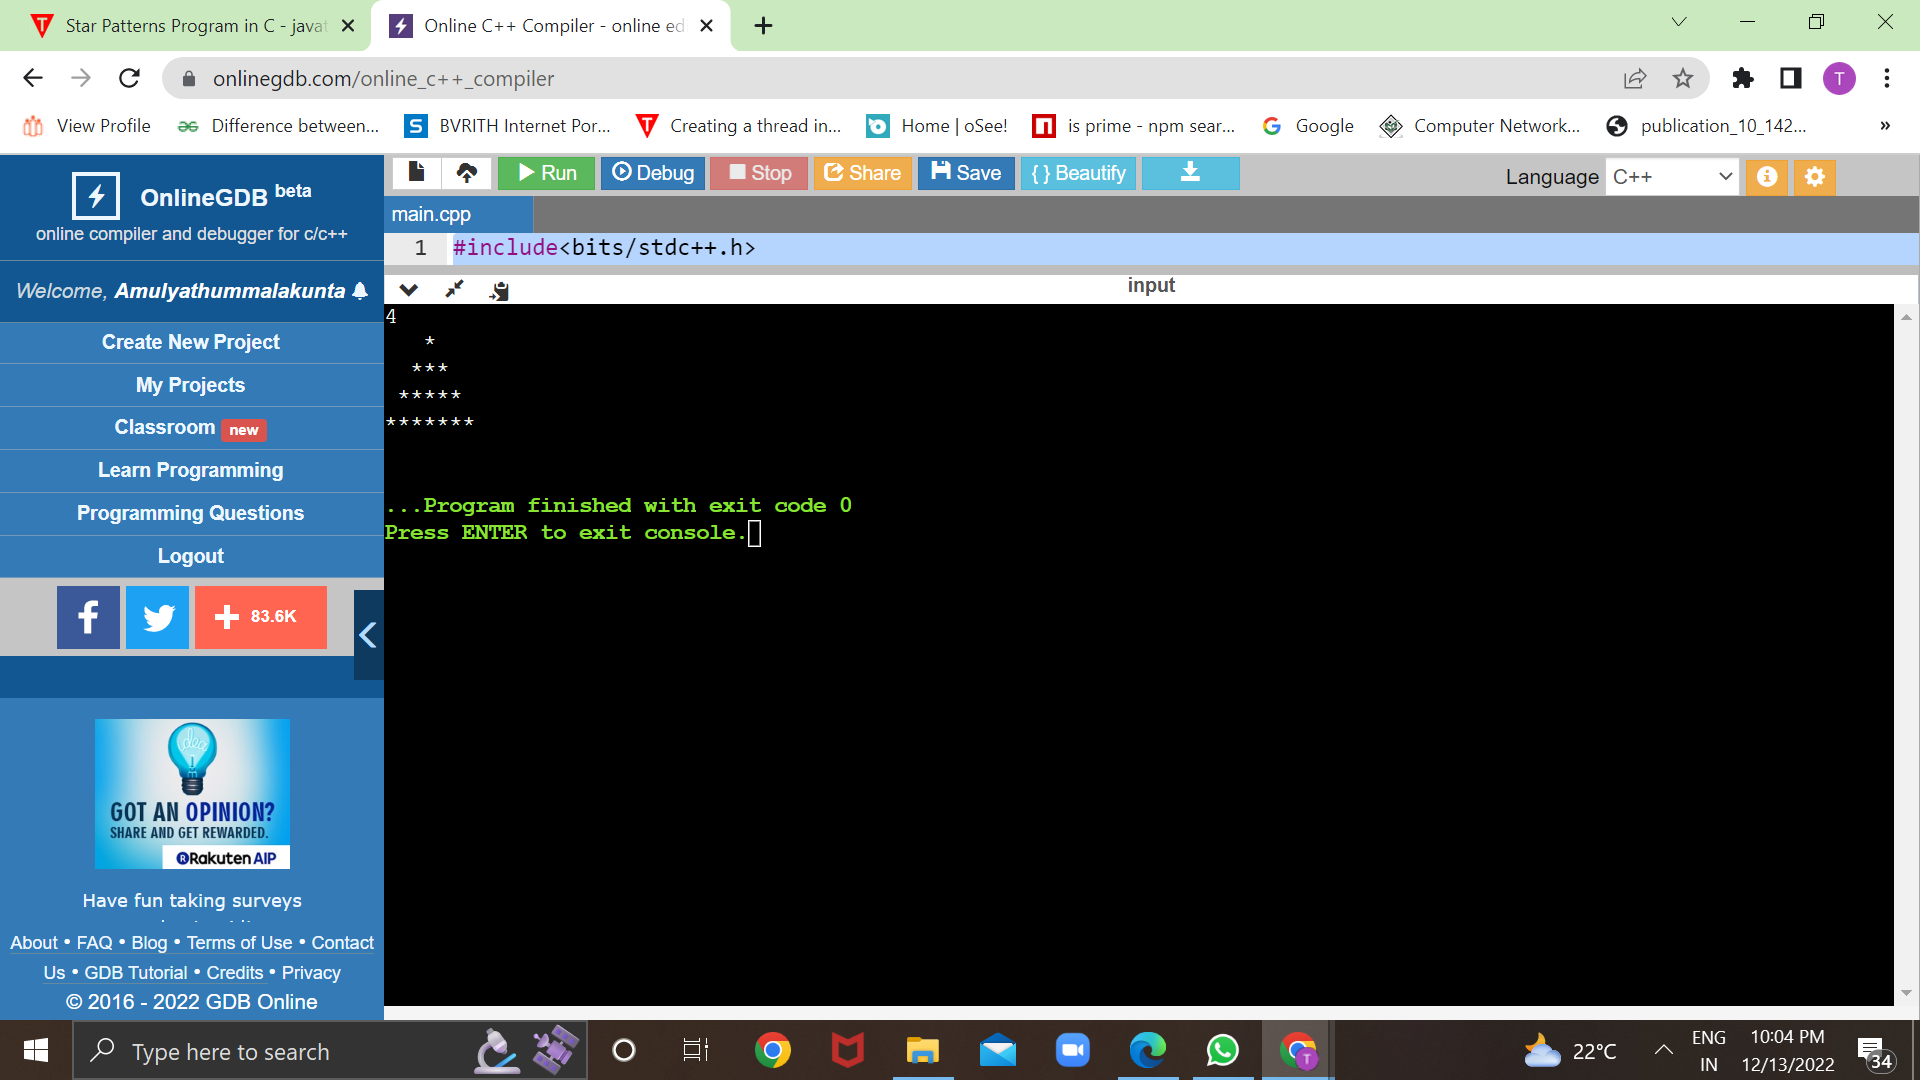 Star Patterns Program in C - javat
Online C++ Compiler - online ed
onlinegdb.com/online_c++_compiler
T
View Profile
Difference between...
BVRITH Internet Por...
Creating a thread in...
Home | oSee!
is prime - npm sear...
Google
Computer Network...
publication_10_142...
»
OnlineGDB beta
online compiler and debugger for c/c++
Welcome, Amulyathummalakunta
Create New Project
My Projects
Classroom new
Learn Programming
Programming Questions
Logout
83.6K
GOT AN OPINION?
SHARE AND GET REWARDED.
Rakuten AIP
Have fun taking surveys
About • FAQ • Blog • Terms of Use • Contact
Us • GDB Tutorial • Credits • Privacy
© 2016 - 2022 GDB Online
Run
Debug
Stop
Share
Save
{ } Beautify
Language C++
main.cpp
1 #include<bits/stdc++.h>
input
4
   *
  ***
 *****
*******
...Program finished with exit code 0
Press ENTER to exit console.
Type here to search
22°C
ENG
IN
10:04 PM
12/13/2022
34